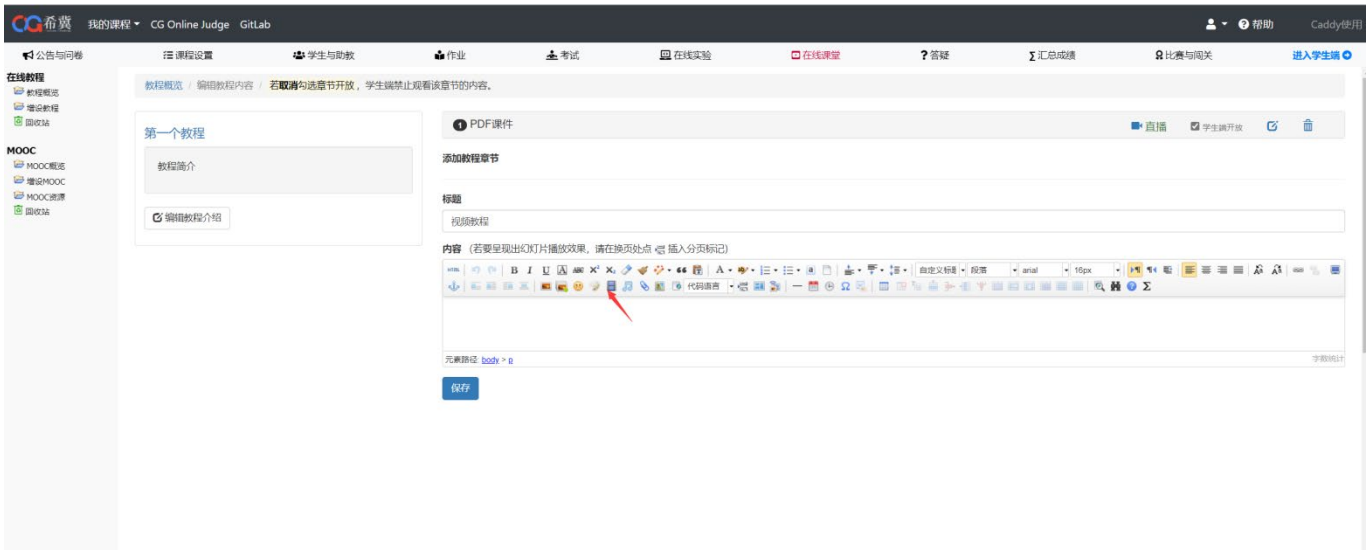 CG希冀 我的课程 CG Online Judge GitLab 帮助 Caddy使用
公告与问卷 课程设置 学生与助教 作业 考试 在线实验 在线课堂 答疑 汇总成绩 比赛与闯关 进入学生端
在线教程
教程概览
增设教程
回收站
MOOC
MOOC概览
增设MOOC
MOOC资源
回收站
教程概览 / 编辑教程内容 / 若取消勾选章节开放，学生端禁止观看该章节的内容。
第一个教程
教程简介
编辑教程介绍
1 PDF课件 直播 学生端开放
添加教程章节
标题
视频教程
内容 （若要呈现出幻灯片播放效果，请在换页处点 插入分页标记）
HTML B I U A ABC X² X₂ 66 A a 自定义标题 段落 arial 16px
代码语言 Ω Σ
元素路径: body > p 字数统计
保存